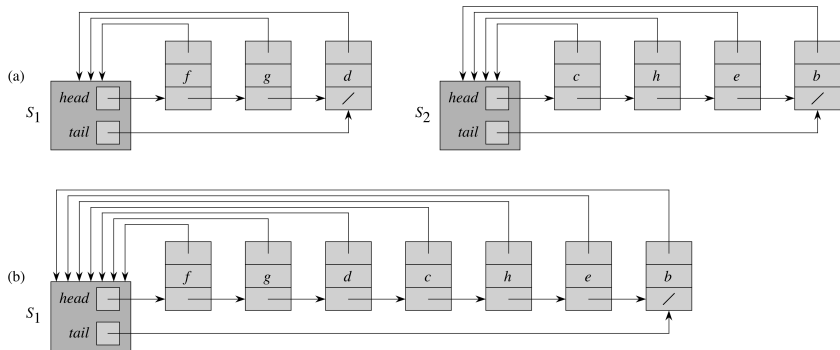 (a)
f g d
head
S1
tail
c h e b
head
S2
tail
(b)
f g d c h e b
head
S1
tail